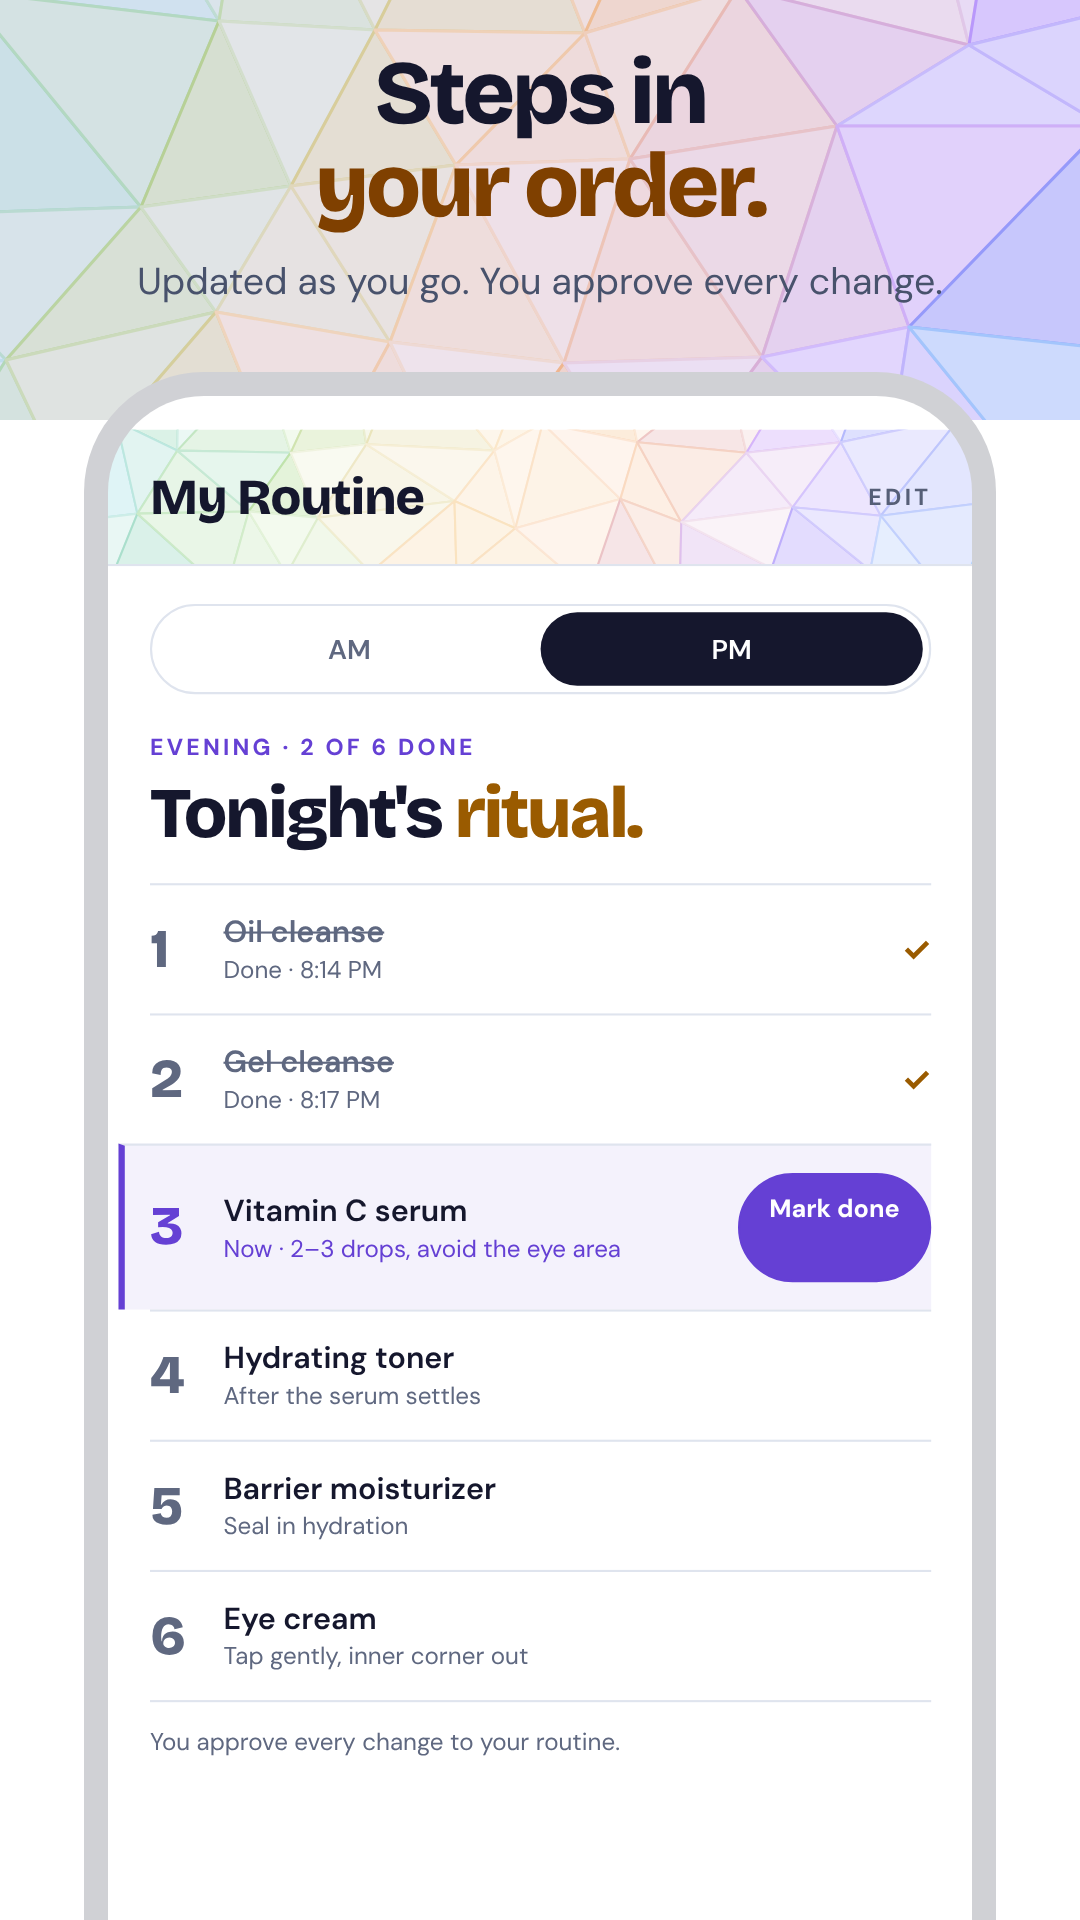 Steps in
your order.
Updated as you go. You approve every change.
My Routine
EDIT
AM
PM
EVENING · 2 OF 6 DONE
Tonight's ritual.
1
Oil cleanse
Done · 8:14 PM
2
Gel cleanse
Done · 8:17 PM
3
Vitamin C serum
Now · 2–3 drops, avoid the eye area
Mark done
4
Hydrating toner
After the serum settles
5
Barrier moisturizer
Seal in hydration
6
Eye cream
Tap gently, inner corner out
You approve every change to your routine.